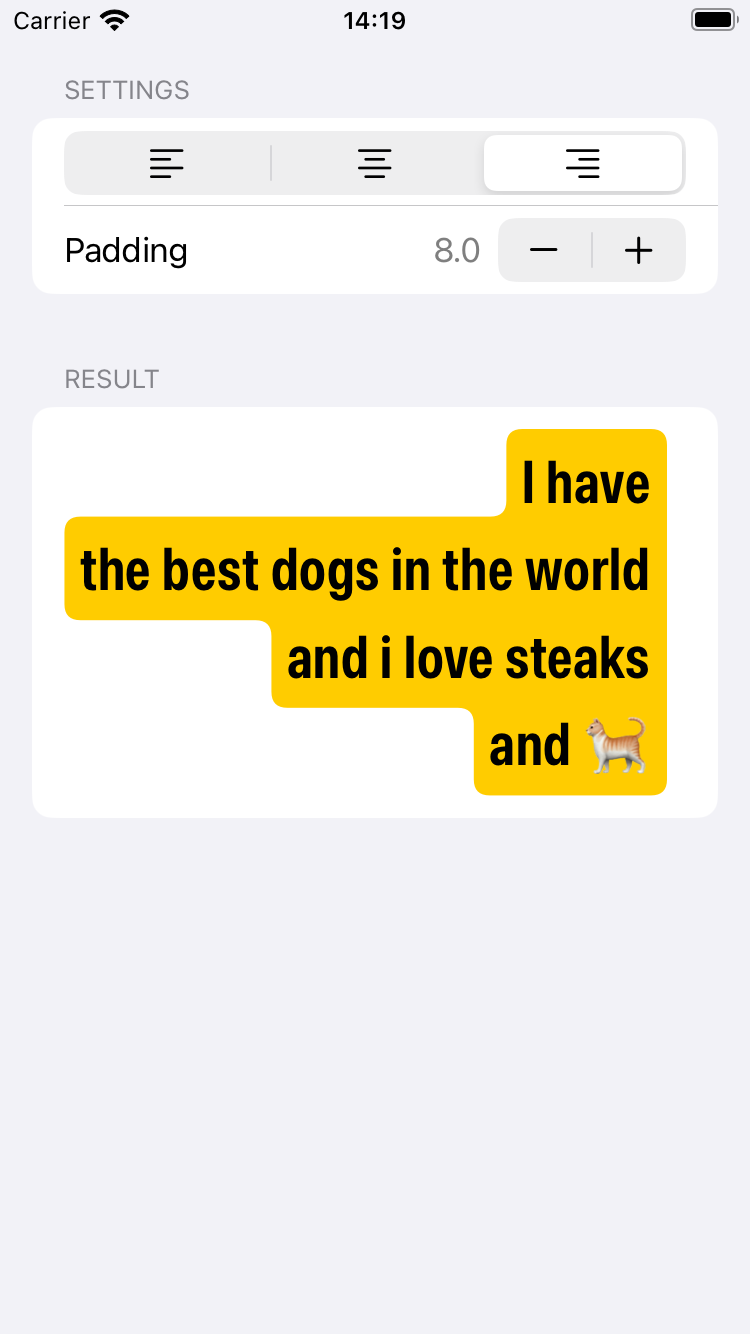 Carrier 14:19
SETTINGS
Padding 8.0 − +
RESULT
I have
the best dogs in the world
and i love steaks
and 🐈